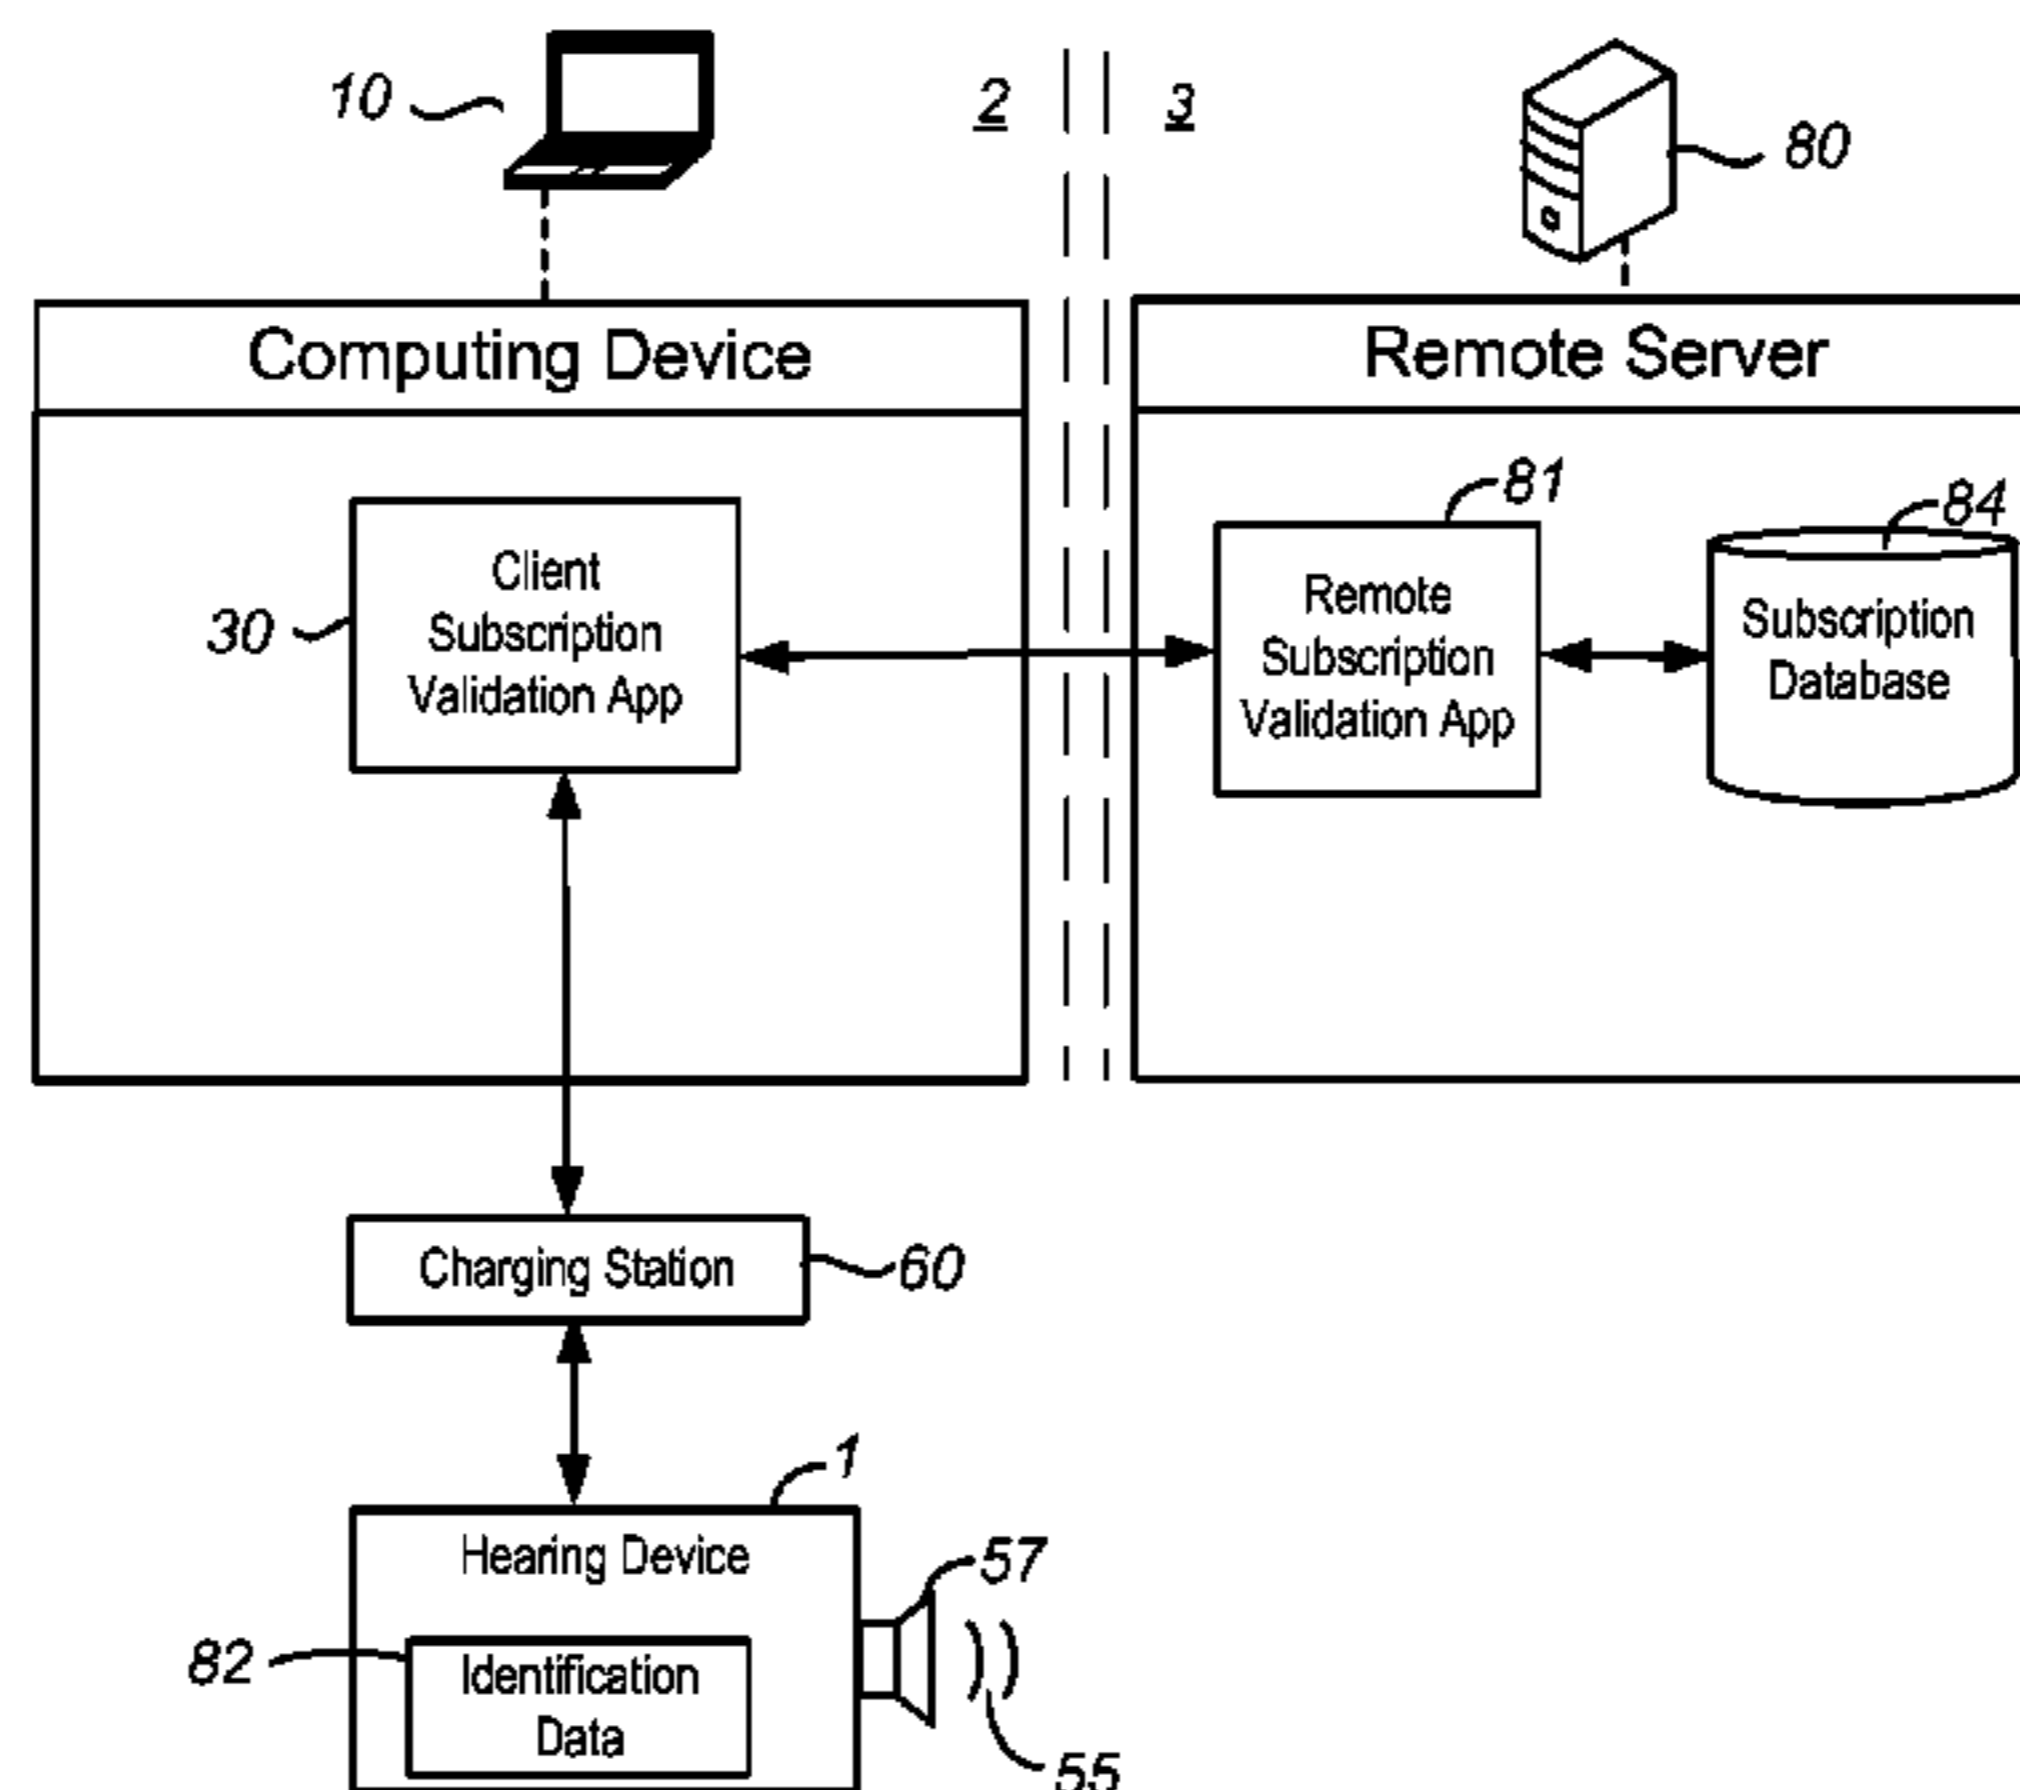 10
2
3
80
Computing Device
Remote Server
81
84
30
Client
Subscription
Validation App
Remote
Subscription
Validation App
Subscription
Database
Charging Station
60
1
Hearing Device
57
82
Identification
Data
55